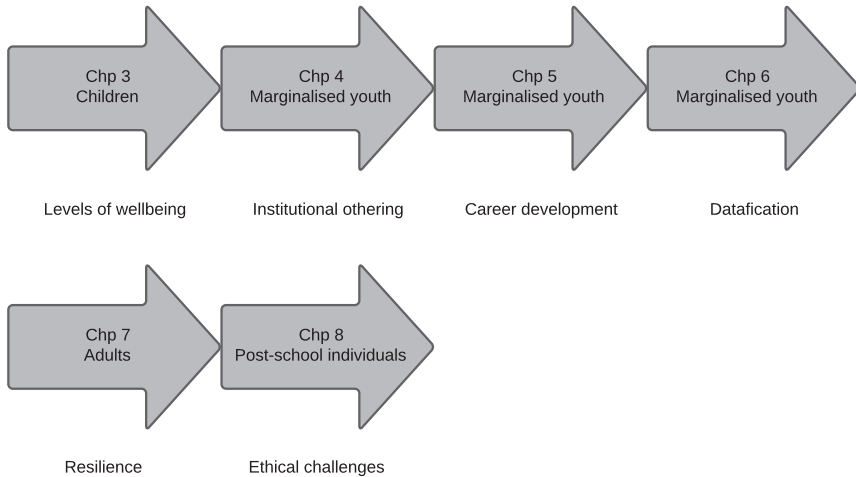 Chp 3
Children
Chp 4
Marginalised youth
Chp 5
Marginalised youth
Chp 6
Marginalised youth
Levels of wellbeing
Institutional othering
Career development
Datafication
Chp 7
Adults
Chp 8
Post-school individuals
Resilience
Ethical challenges